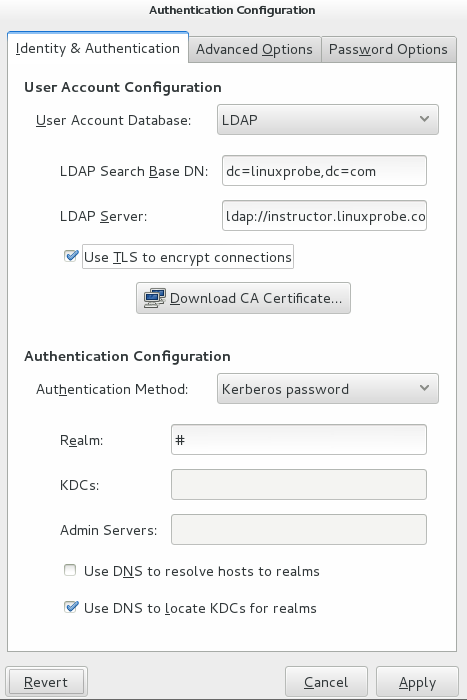 Authentication Configuration
Identity & Authentication
Advanced Options
Password Options
User Account Configuration
User Account Database:
LDAP
LDAP Search Base DN:
dc=linuxprobe,dc=com
LDAP Server:
ldap://instructor.linuxprobe.co
Use TLS to encrypt connections
Download CA Certificate...
Authentication Configuration
Authentication Method:
Kerberos password
Realm:
#
KDCs:
Admin Servers:
Use DNS to resolve hosts to realms
Use DNS to locate KDCs for realms
Revert
Cancel
Apply